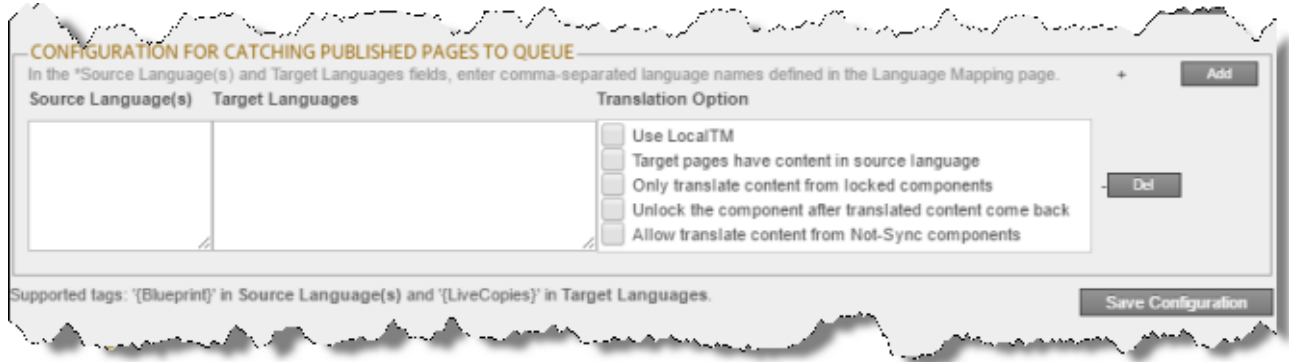 CONFIGURATION FOR CATCHING PUBLISHED PAGES TO QUEUE
In the *Source Language(s) and Target Languages fields, enter comma-separated language names defined in the Language Mapping page. + Add
Source Language(s) Target Languages Translation Option
Use LocalTM
Target pages have content in source language
Only translate content from locked components
- Del
Unlock the component after translated content come back
Allow translate content from Not-Sync components
Supported tags: '{Blueprint}' in Source Language(s) and '{LiveCopies}' in Target Languages.
Save Configuration